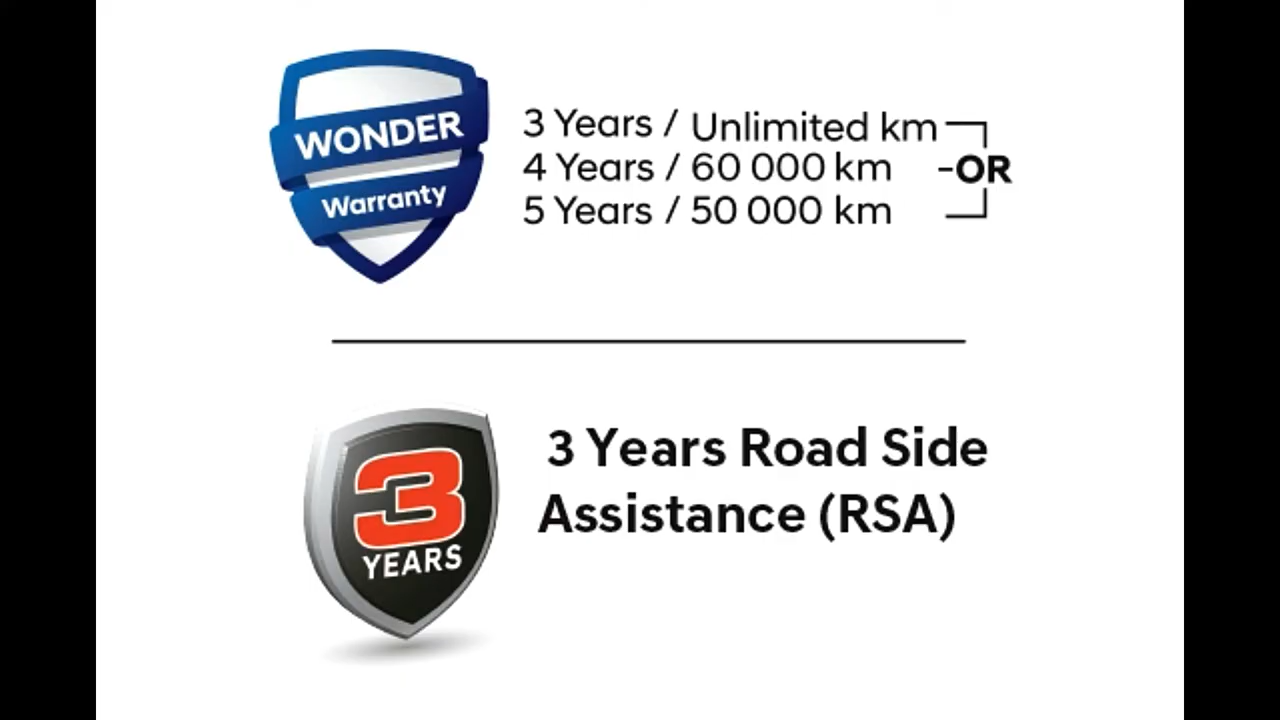 WONDER
Warranty
3 Years / Unlimited km
4 Years / 60 000 km
5 Years / 50 000 km
-OR
3
YEARS
3 Years Road Side
Assistance (RSA)